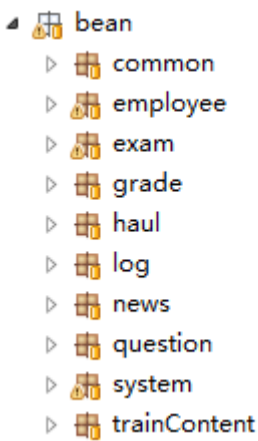 bean
common
employee
exam
grade
haul
log
news
question
system
trainContent